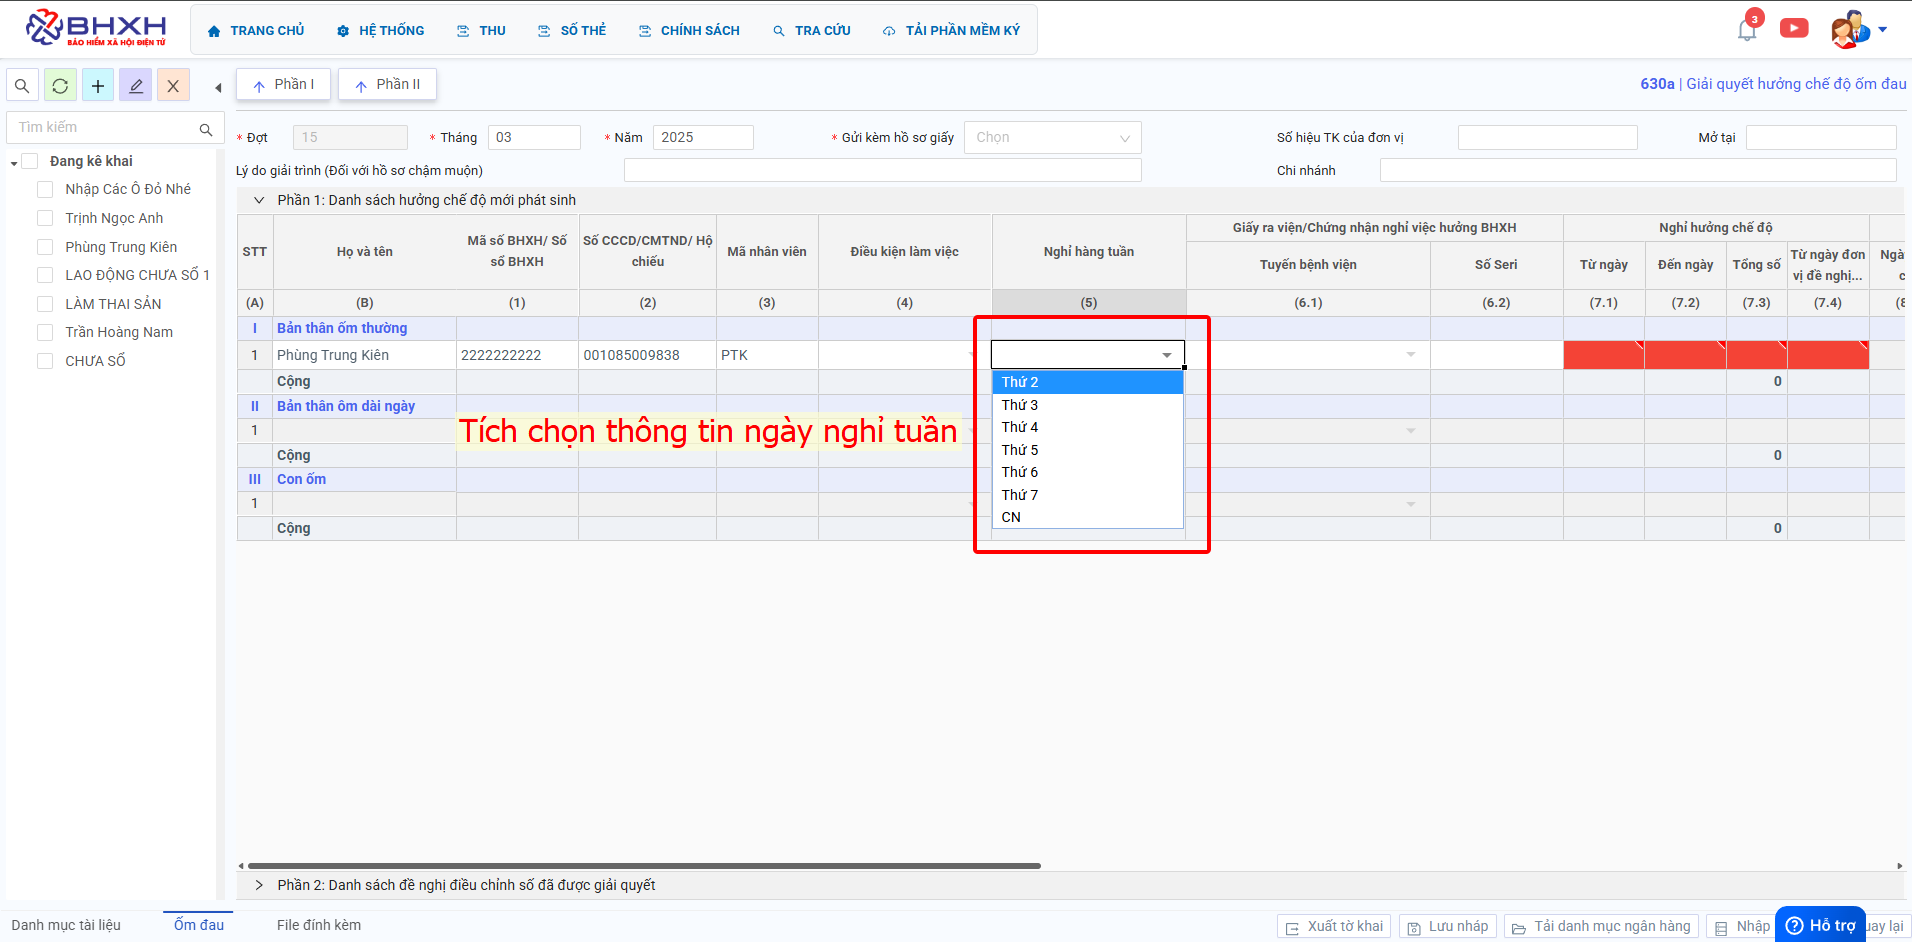 BHXH
BẢO HIỂM XÃ HỘI ĐIỆN TỬ
TRANG CHỦ
HỆ THỐNG
THU
SỔ THẺ
CHÍNH SÁCH
TRA CỨU
TẢI PHẦN MỀM KÝ
3
Phần I
Phần II
630a | Giải quyết hưởng chế độ ốm đau
Tìm kiếm
Đang kê khai
Nhập Các Ô Đỏ Nhé
Trịnh Ngọc Anh
Phùng Trung Kiên
LAO ĐỘNG CHƯA SỔ 1
LÀM THAI SẢN
Trần Hoàng Nam
CHƯA SỔ
* Đợt 15
* Tháng 03
* Năm 2025
* Gửi kèm hồ sơ giấy Chọn
Số hiệu TK của đơn vị
Mở tại
Lý do giải trình (Đối với hồ sơ chậm muộn)
Chi nhánh
Phần 1: Danh sách hưởng chế độ mới phát sinh
STT
Họ và tên
Mã số BHXH/ Số
sổ BHXH
Số CCCD/CMTND/ Hộ
chiếu
Mã nhân viên
Điều kiện làm việc
Nghỉ hàng tuần
Giấy ra viện/Chứng nhận nghỉ việc hưởng BHXH
Tuyến bệnh viện
Số Seri
Nghỉ hưởng chế độ
Từ ngày
Đến ngày
Tổng số
Từ ngày đơn
vị đề nghị...
(A) (B) (1) (2) (3) (4) (5) (6.1) (6.2) (7.1) (7.2) (7.3) (7.4)
I Bản thân ốm thường
1 Phùng Trung Kiên 2222222222 001085009838 PTK
Cộng 0
II Bản thân ôm dài ngày
1
Cộng 0
III Con ốm
1
Cộng 0
Thứ 2
Thứ 3
Thứ 4
Thứ 5
Thứ 6
Thứ 7
CN
Tích chọn thông tin ngày nghỉ tuần
Phần 2: Danh sách đề nghị điều chỉnh số đã được giải quyết
Danh mục tài liệu
Ốm đau
File đính kèm
Xuất tờ khai
Lưu nháp
Tải danh mục ngân hàng
Nhập
Hỗ trợ
lại